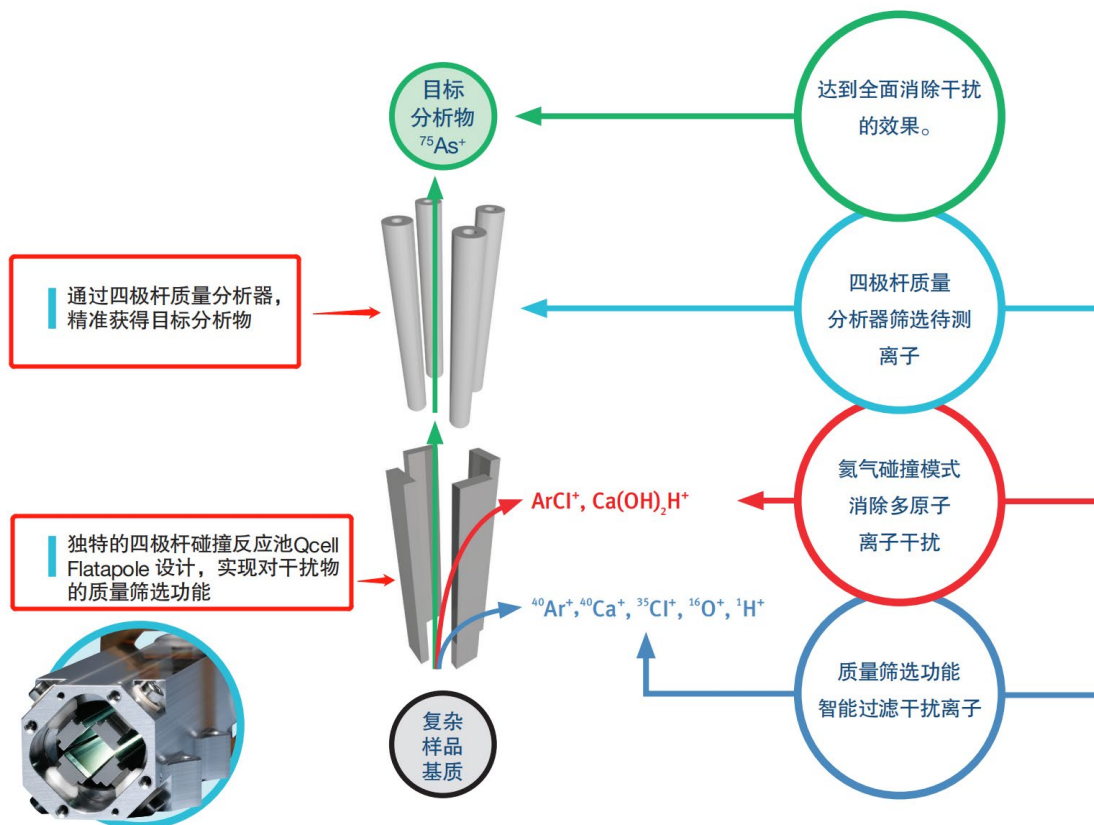 目标
分析物
⁷⁵As⁺
达到全面消除干扰
的效果。
通过四极杆质量分析器，
精准获得目标分析物
四极杆质量
分析器筛选待测
离子
ArCl⁺, Ca(OH)₂H⁺
氦气碰撞模式
消除多原子
离子干扰
独特的四极杆碰撞反应池Qcell
Flatapole 设计，实现对干扰物
的质量筛选功能
⁴⁰Ar⁺,⁴⁰Ca⁺, ³⁵Cl⁺, ¹⁶O⁺, ¹H⁺
质量筛选功能
智能过滤干扰离子
复杂
样品
基质